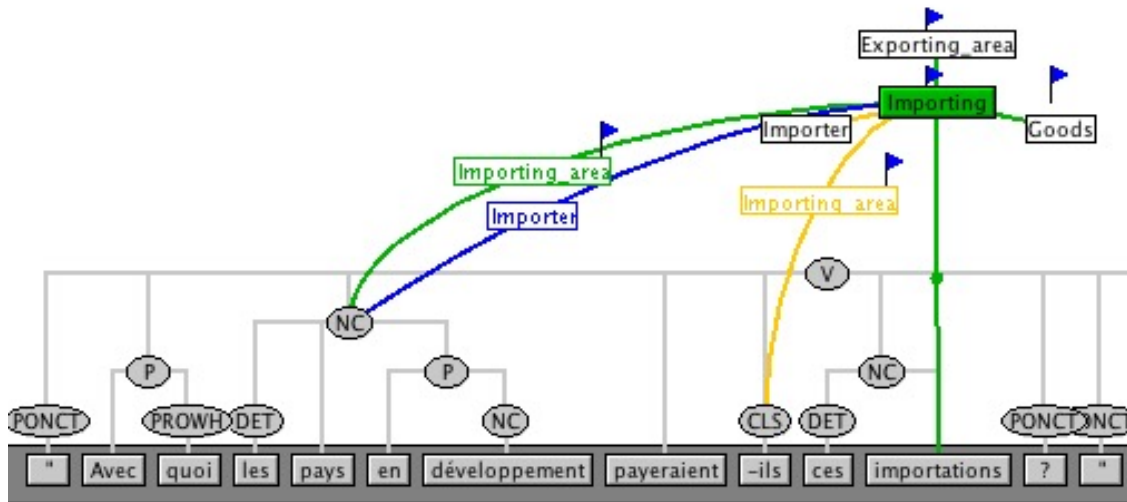 Exporting_area
Importing
Importer Goods
Importing_area
Importing_area
Importer
V
NC
P P NC
PONCT PROWH DET NC CLS DET PONCT ONCT
" Avec quoi les pays en développement payeraient -ils ces importations ? "